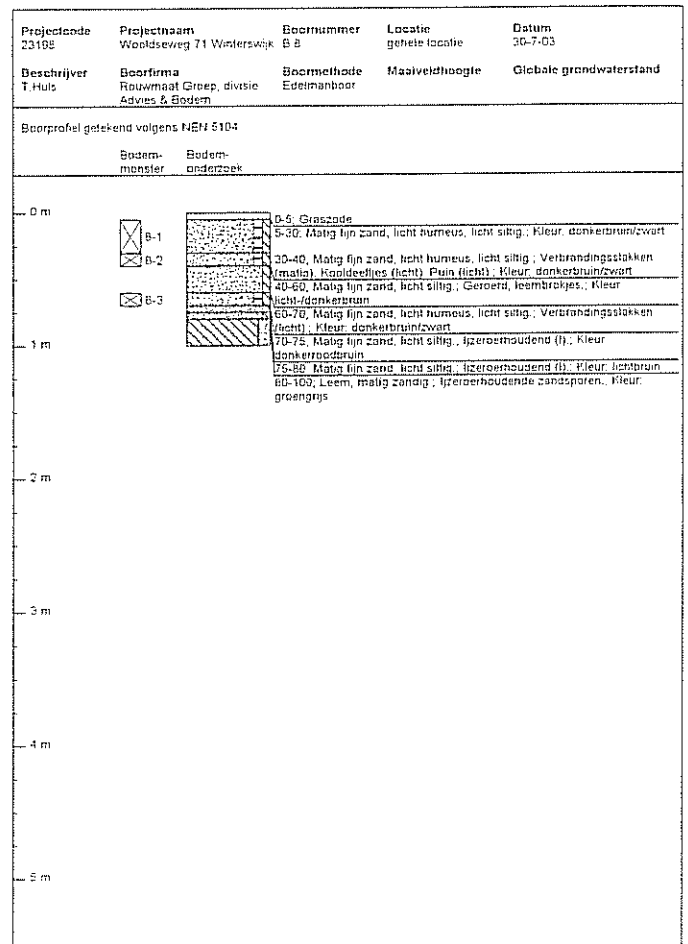 Projectcode Projectnaam Boornummer Locatie Datum
23198 Wooldseweg 71 Winterswijk B 8 gehele locatie 30-7-03
Beschrijver Boorfirma Boormethode Maaiveldhoogte Globale grondwaterstand
T.Huls Rouwmaat Groep, divisie Advies & Bodem Edelmanboor
Boorprofiel getekend volgens NEN 5104
Bodem-monster Bodem-onderzoek
0 m
0-5; Graszode
8-1
5-30; Matig fijn zand, licht humeus, licht siltig.; Kleur: donkerbruin/zwart
8-2
30-40; Matig fijn zand, licht humeus, licht siltig.; Verbrandingsslakken
(matig), Kooldeeltjes (licht), Puin (licht).; Kleur: donkerbruin/zwart
40-60; Matig fijn zand, licht siltig.; Geroerd, leembrokjes.; Kleur:
licht-/donkerbruin
8-3
60-70; Matig fijn zand, licht humeus, licht siltig.; Verbrandingsslakken
(licht).; Kleur: donkerbruin/zwart
70-75; Matig fijn zand, licht siltig.; Ijzeroerhoudend (l).; Kleur:
donkerroodbruin
75-80; Matig fijn zand, licht siltig.; Ijzeroerhoudend (l).; Kleur: lichtbruin
80-100; Leem, matig zandig.; Ijzeroerhoudende zandsporen.; Kleur:
groengrijs
1 m
2 m
3 m
4 m
5 m